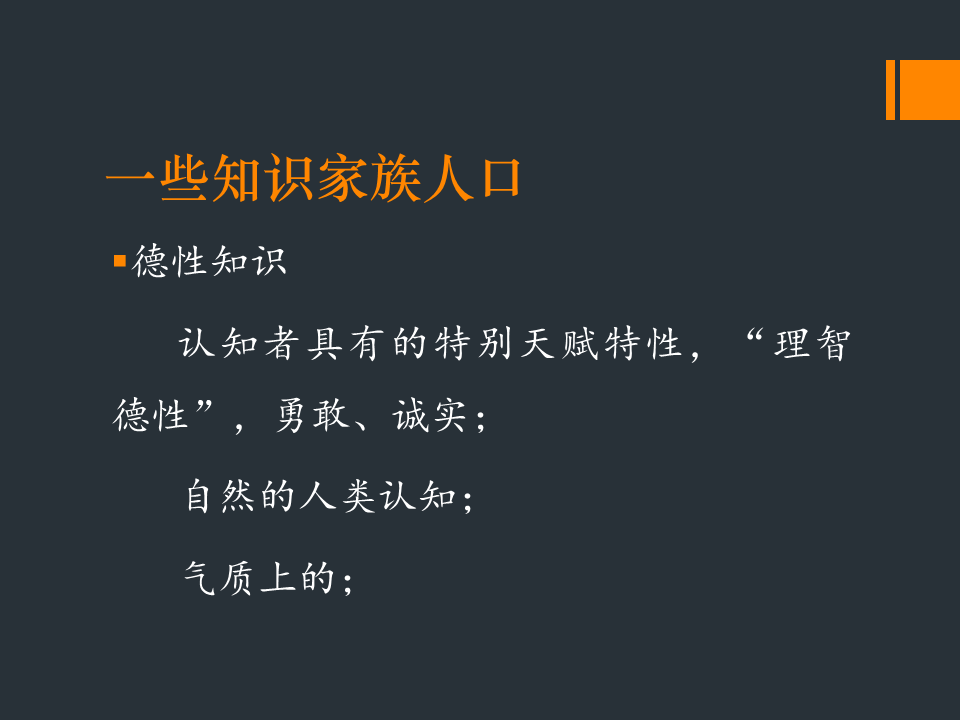 一些知识家族人口
德性知识
认知者具有的特别天赋特性，“理智
德性”，勇敢、诚实；
自然的人类认知；
气质上的；